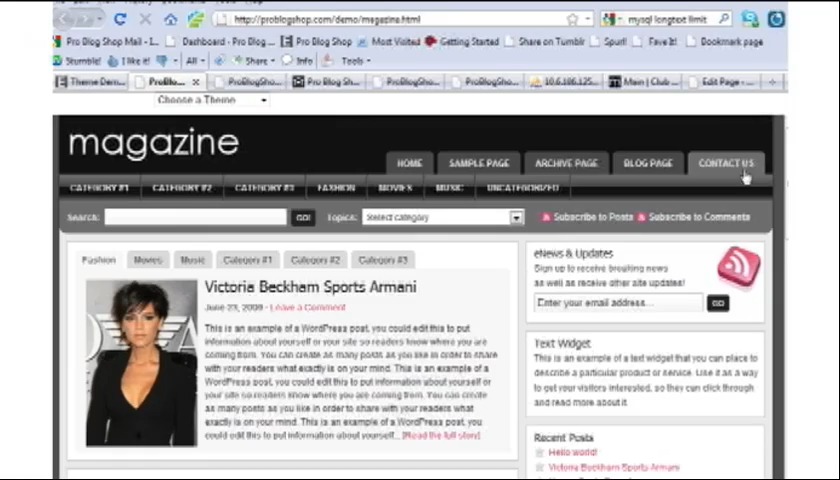 http://problogshop.com/demo/megazine.html
mysql longtext limit
Pro Blog Shop Mail - I... Dashboard - Pro Blog ... Pro Blog Shop Most Visited Getting Started Share on Tumblr Spurl! Fave It! Bookmark page
Stumble! I like it! All Share Info Tools
Theme Dem... ProBlo... ProBlogSho... Pro Blog Sh... ProBlogSho... ProBlogSho... 10.6.186.125... Main | Club ... Edit Page -...
Choose a Theme
magazine
HOME SAMPLE PAGE ARCHIVE PAGE BLOG PAGE CONTACT US
CATEGORY #1 CATEGORY #2 CATEGORY #3 FASHION MOVIES MUSIC UNCATEGORIZED
Search: GO! Topics: Select category Subscribe to Posts Subscribe to Comments
Fashion Movies Music Category #1 Category #2 Category #3
Victoria Beckham Sports Armani
June 23, 2009 - Leave a Comment
This is an example of a WordPress post, you could edit this to put
information about yourself or your site so readers know where you are
coming from. You can create as many posts as you like in order to share
with your readers what exactly is on your mind. This is an example of a
WordPress post, you could edit this to put information about yourself or
your site so readers know where you are coming from. You can create
as many posts as you like in order to share with your readers what
exactly is on your mind. This is an example of a WordPress post, you
could edit this to put information about yourself... [Read the full story]
eNews & Updates
Sign up to receive breaking news
as well as receive other site updates!
Enter your email address... GO
Text Widget
This is an example of a text widget that you can place to
describe a particular product or service. Use it as a way
to get your visitors interested, so they can click through
and read more about it.
Recent Posts
Hello world!
Victoria Beckham Sports Armani